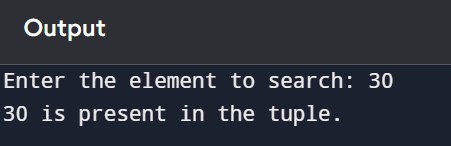 Output
Enter the element to search: 30
30 is present in the tuple.